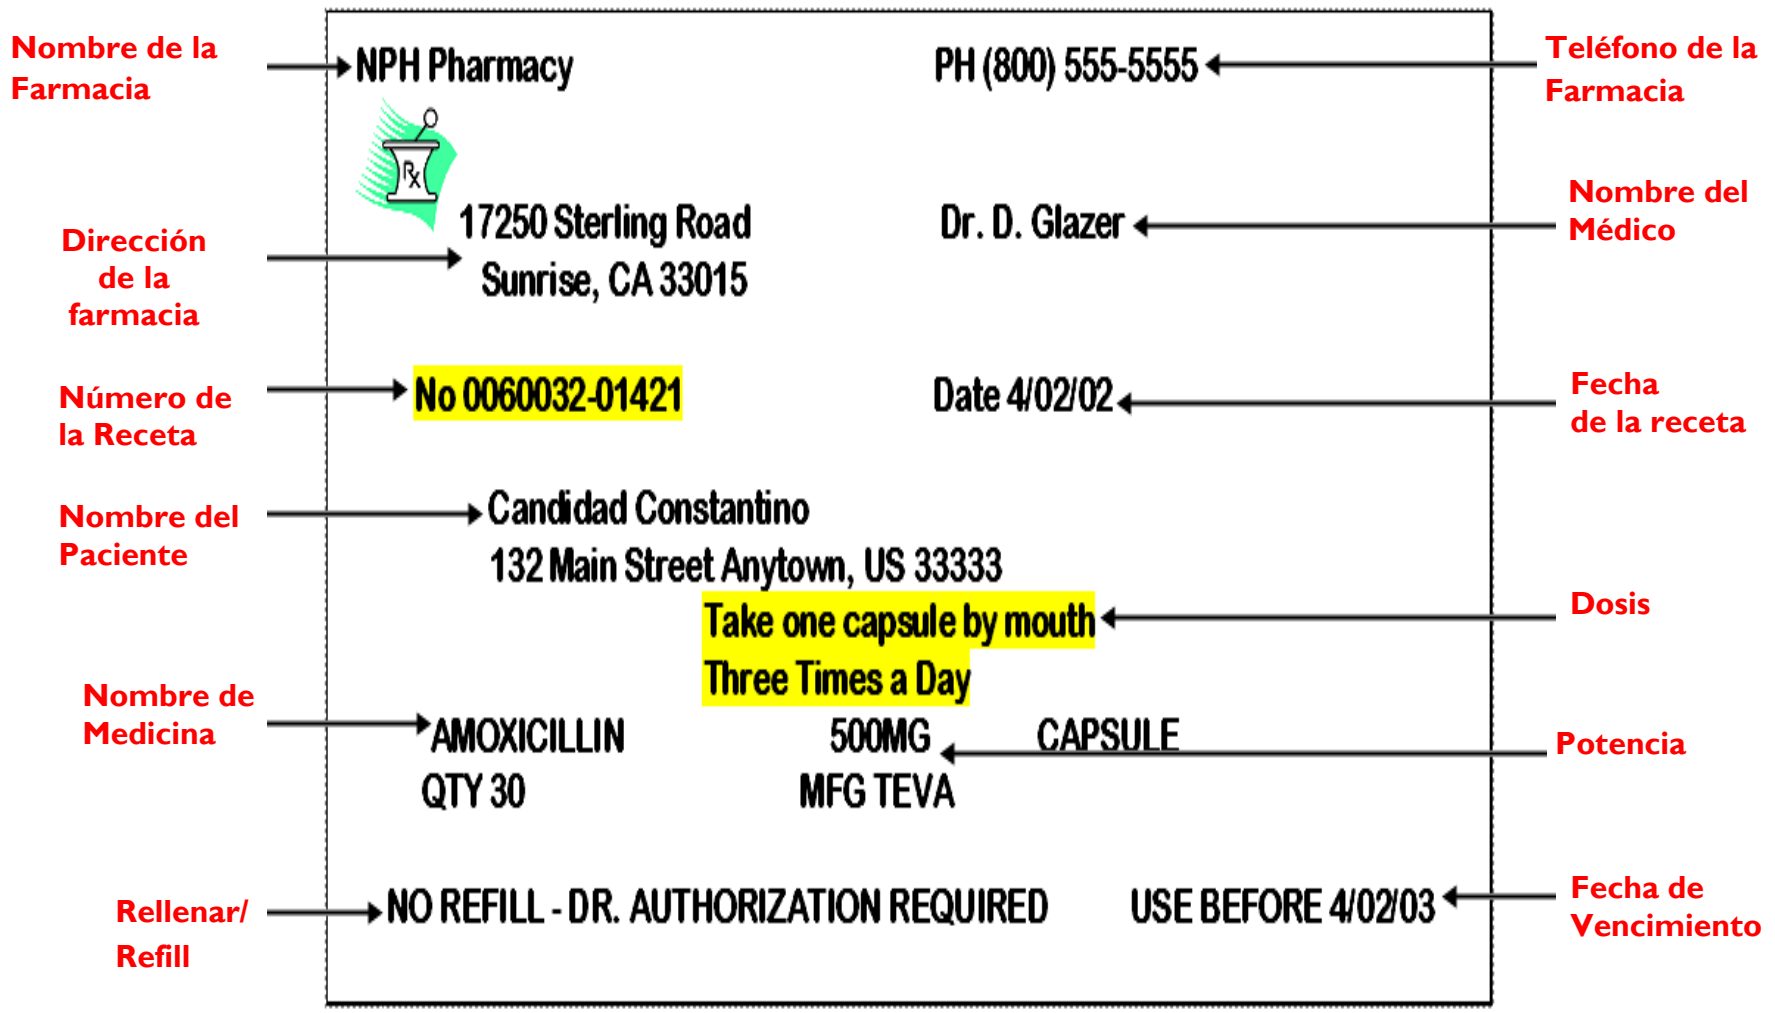 Nombre de la
Farmacia
NPH Pharmacy
PH (800) 555-5555
Teléfono de la
Farmacia
Rx
Dirección
de la
farmacia
17250 Sterling Road
Sunrise, CA 33015
Dr. D. Glazer
Nombre del
Médico
Número de
la Receta
No 0060032-01421
Date 4/02/02
Fecha
de la receta
Nombre del
Paciente
Candidad Constantino
132 Main Street Anytown, US 33333
Take one capsule by mouth
Three Times a Day
Dosis
Nombre de
Medicina
AMOXICILLIN 500MG CAPSULE
QTY 30 MFG TEVA
Potencia
Rellenar/
Refill
NO REFILL - DR. AUTHORIZATION REQUIRED USE BEFORE 4/02/03
Fecha de
Vencimiento